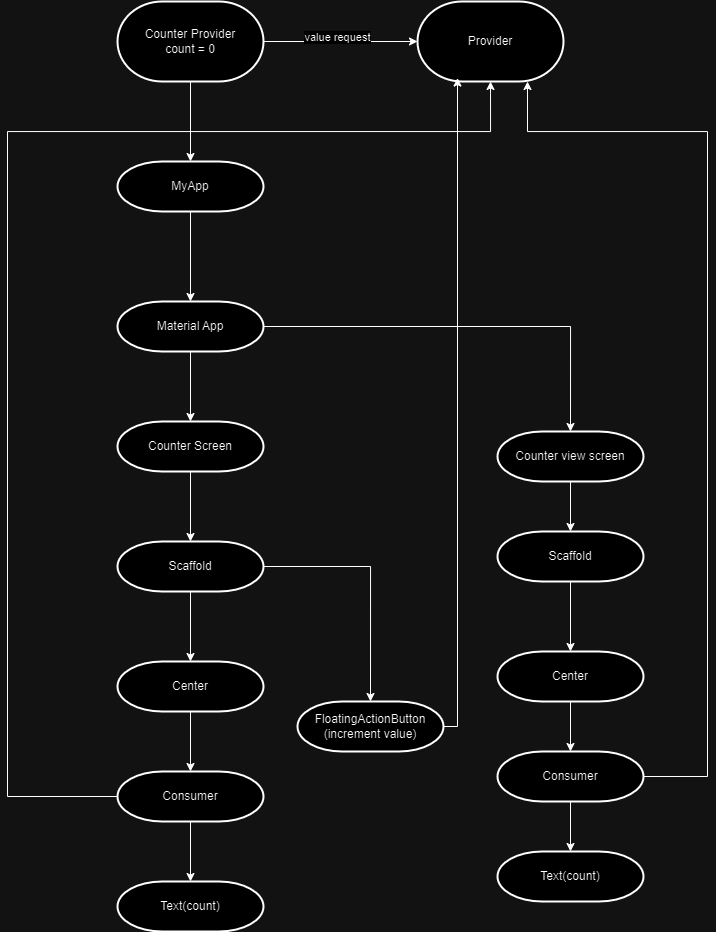 Counter Provider
count = 0
value request
Provider
MyApp
Material App
Counter Screen
Counter view screen
Scaffold
Scaffold
Center
Center
FloatingActionButton
(increment value)
Consumer
Consumer
Text(count)
Text(count)